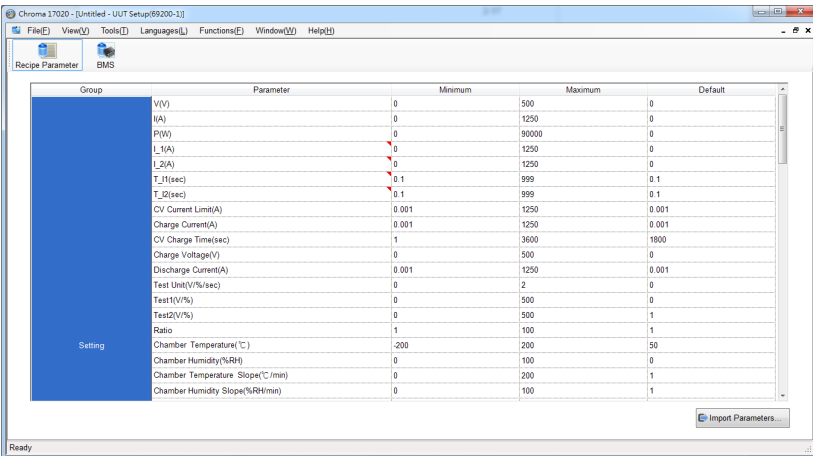 Chroma 17020 - [Untitled - UUT Setup(69200-1)]
File(F) View(V) Tools(T) Languages(L) Functions(F) Window(W) Help(H)
Recipe Parameter BMS
Group Parameter Minimum Maximum Default
V(V) 0 500 0
I(A) 0 1250 0
P(W) 0 90000 0
I_1(A) 0 1250 0
I_2(A) 0 1250 0
T_I1(sec) 0.1 999 0.1
T_I2(sec) 0.1 999 0.1
CV Current Limit(A) 0.001 1250 0.001
Charge Current(A) 0.001 1250 0.001
CV Charge Time(sec) 1 3600 1800
Charge Voltage(V) 0 500 0
Discharge Current(A) 0.001 1250 0.001
Test Unit(V/%/sec) 0 2 0
Test1(V/%) 0 500 0
Test2(V/%) 0 500 1
Ratio 1 100 1
Setting Chamber Temperature(℃) -200 200 50
Chamber Humidity(%RH) 0 100 0
Chamber Temperature Slope(℃/min) 0 200 1
Chamber Humidity Slope(%RH/min) 0 100 1
Import Parameters...
Ready